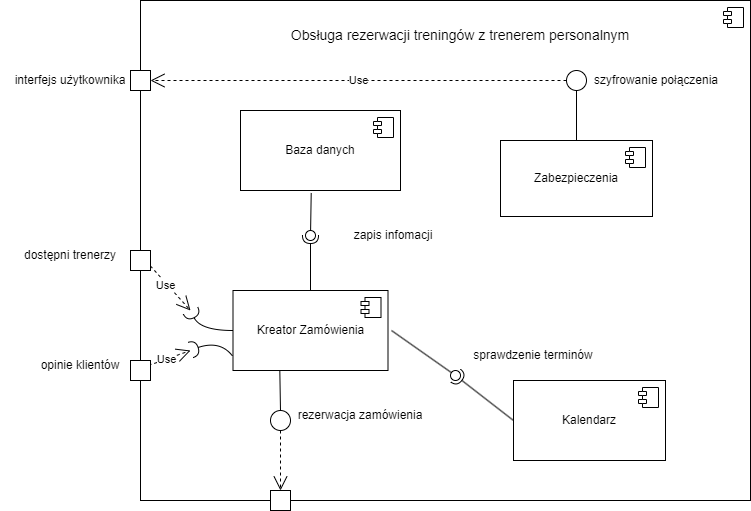 Obsługa rezerwacji treningów z trenerem personalnym
interfejs użytkownika
Use
szyfrowanie połączenia
Baza danych
Zabezpieczenia
zapis infomacji
dostępni trenerzy
Use
Kreator Zamówienia
opinie klientów
Use
sprawdzenie terminów
rezerwacja zamówienia
Kalendarz